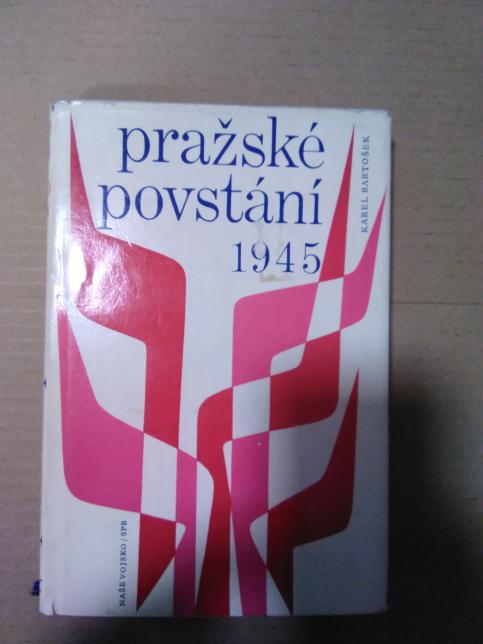 pražské
povstání
1945
KAREL BARTOŠEK
NAŠE VOJSKO/SPB